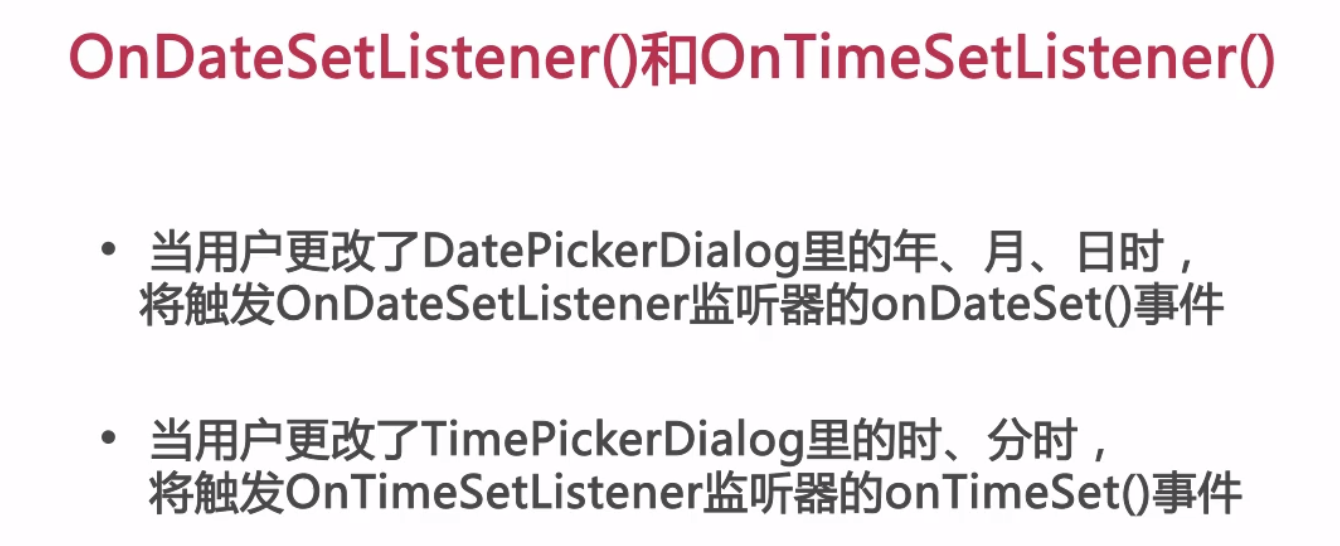 OnDateSetListener()和OnTimeSetListener()
• 当用户更改了DatePickerDialog里的年、月、日时，
将触发OnDateSetListener监听器的onDateSet()事件
• 当用户更改了TimePickerDialog里的时、分时，
将触发OnTimeSetListener监听器的onTimeSet()事件